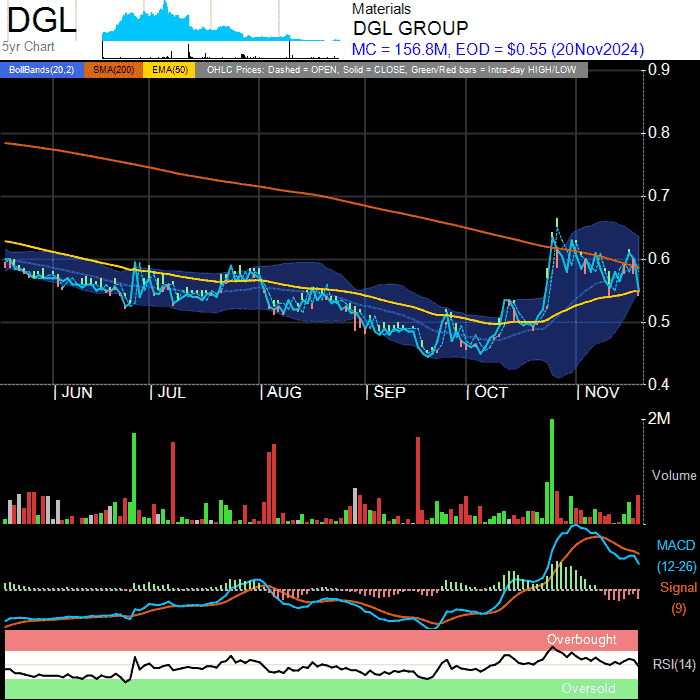 DGL
5yr Chart
Materials
DGL GROUP
MC = 156.8M, EOD = $0.55 (20Nov2024)
BollBands(20,2) SMA(200) EMA(50) OHLC Prices: Dashed = OPEN, Solid = CLOSE, Green/Red bars = Intra-day HIGH/LOW
0.9
0.8
0.7
0.6
0.5
0.4
JUN JUL AUG SEP OCT NOV
2M
Volume
MACD
(12-26)
Signal
(9)
Overbought
RSI(14)
Oversold